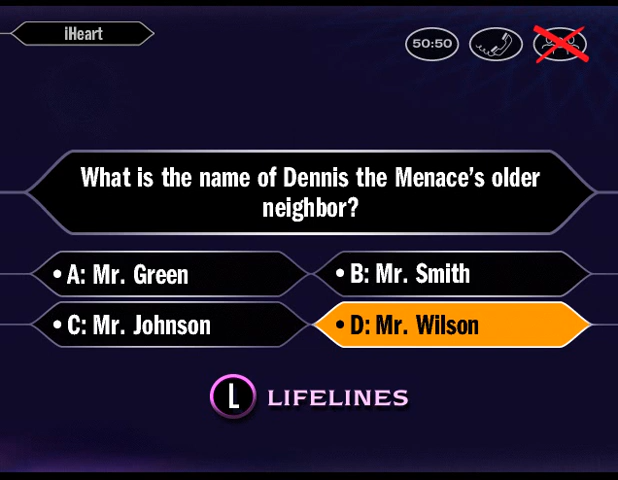 iHeart
50:50
What is the name of Dennis the Menace's older
neighbor?
• A: Mr. Green
• B: Mr. Smith
• C: Mr. Johnson
• D: Mr. Wilson
L LIFELINES